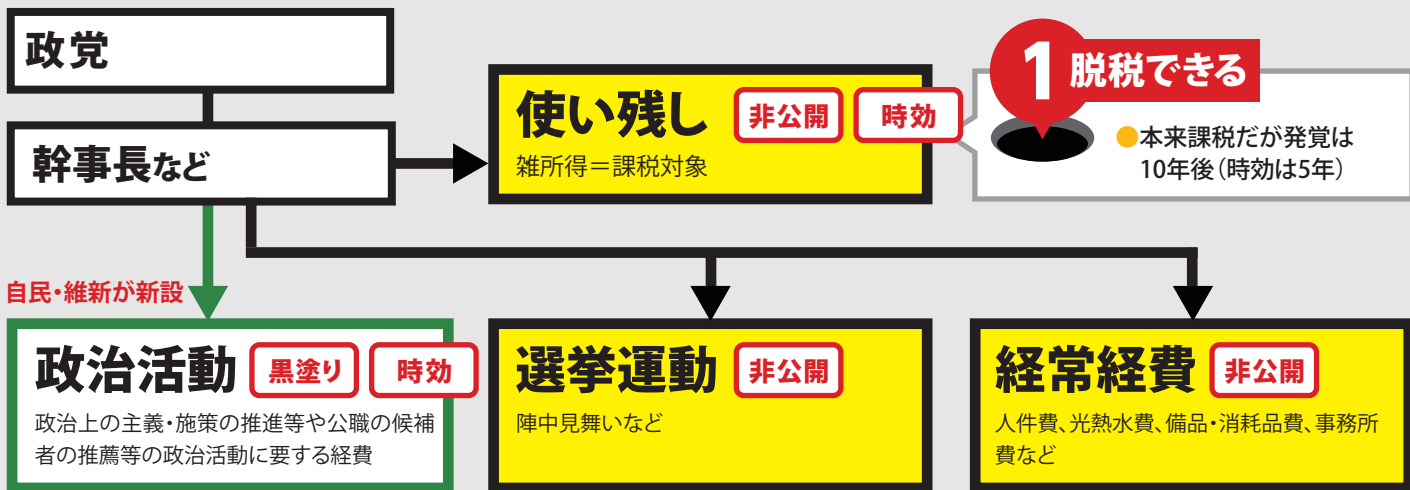 政党
幹事長など
使い残し 非公開 時効
雑所得＝課税対象
1 脱税できる
●本来課税だが発覚は
10年後（時効は5年）
自民・維新が新設
政治活動 黒塗り 時効
政治上の主義・施策の推進等や公職の候補
者の推薦等の政治活動に要する経費
選挙運動 非公開
陣中見舞いなど
経常経費 非公開
人件費、光熱水費、備品・消耗品費、事務所
費など